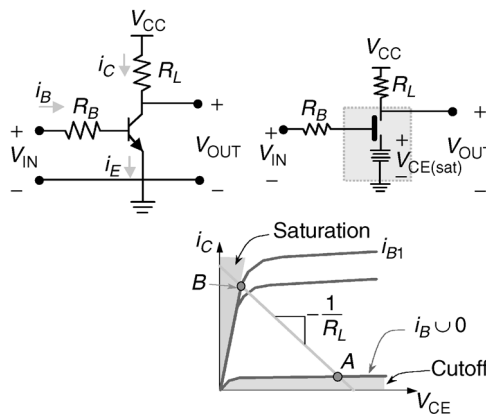 V_CC
i_C
R_L
i_B
R_B
+
+
V_IN
V_OUT
i_E
−
−
V_CC
R_L
R_B
+
+
+
V_IN
V_CE(sat)
V_OUT
−
−
−
i_C
Saturation
i_B1
B
−1/R_L
i_B ∪ 0
A
Cutoff
V_CE